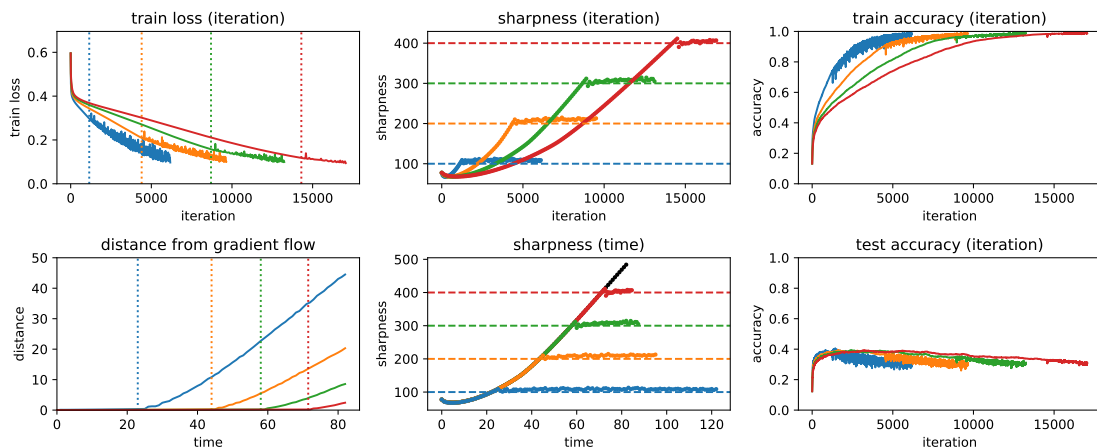 train loss (iteration)
train loss
0.6
0.4
0.2
0.0
0 5000 10000 15000
iteration
sharpness (iteration)
sharpness
400
300
200
100
0 5000 10000 15000
iteration
train accuracy (iteration)
accuracy
1.0
0.8
0.6
0.4
0.2
0.0
0 5000 10000 15000
iteration
distance from gradient flow
distance
50
40
30
20
10
0
0 20 40 60 80
time
sharpness (time)
sharpness
500
400
300
200
100
0 20 40 60 80 100 120
time
test accuracy (iteration)
accuracy
1.0
0.8
0.6
0.4
0.2
0.0
0 5000 10000 15000
iteration